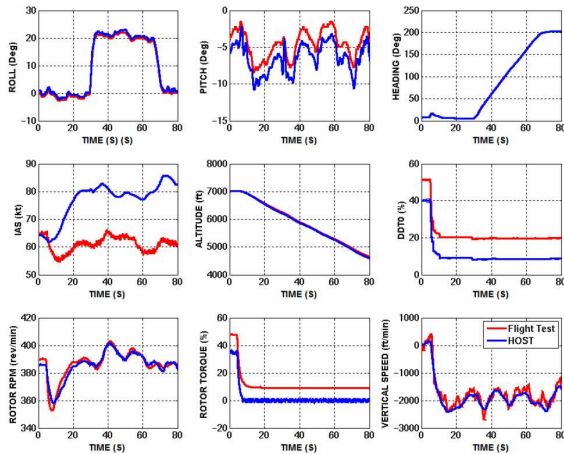 ROLL (Deg)
30
20
10
0
−10
0 20 40 60 80
TIME (S) (S)
PITCH (Deg)
0
−5
−10
−15
0 20 40 60 80
TIME (S) (S)
HEADING (Deg)
250
200
150
100
50
0
0 20 40 60 80
TIME (S)
IAS (kt)
90
80
70
60
50
0 20 40 60 80
TIME (S)
ALTITUDE (ft)
8000
7000
6000
5000
4000
0 20 40 60 80
TIME (S)
DDT0 (%)
60
40
20
0
0 20 40 60 80
TIME (S)
ROTOR RPM (rev/min)
420
400
380
360
340
0 20 40 60 80
TIME (S)
ROTOR TORQUE (%)
60
40
20
0
−20
0 20 40 60 80
TIME (S)
VERTICAL SPEED (ft/min)
2000
1000
0
−1000
−2000
−3000
0 20 40 60 80
TIME (S)
Flight Test
HOST